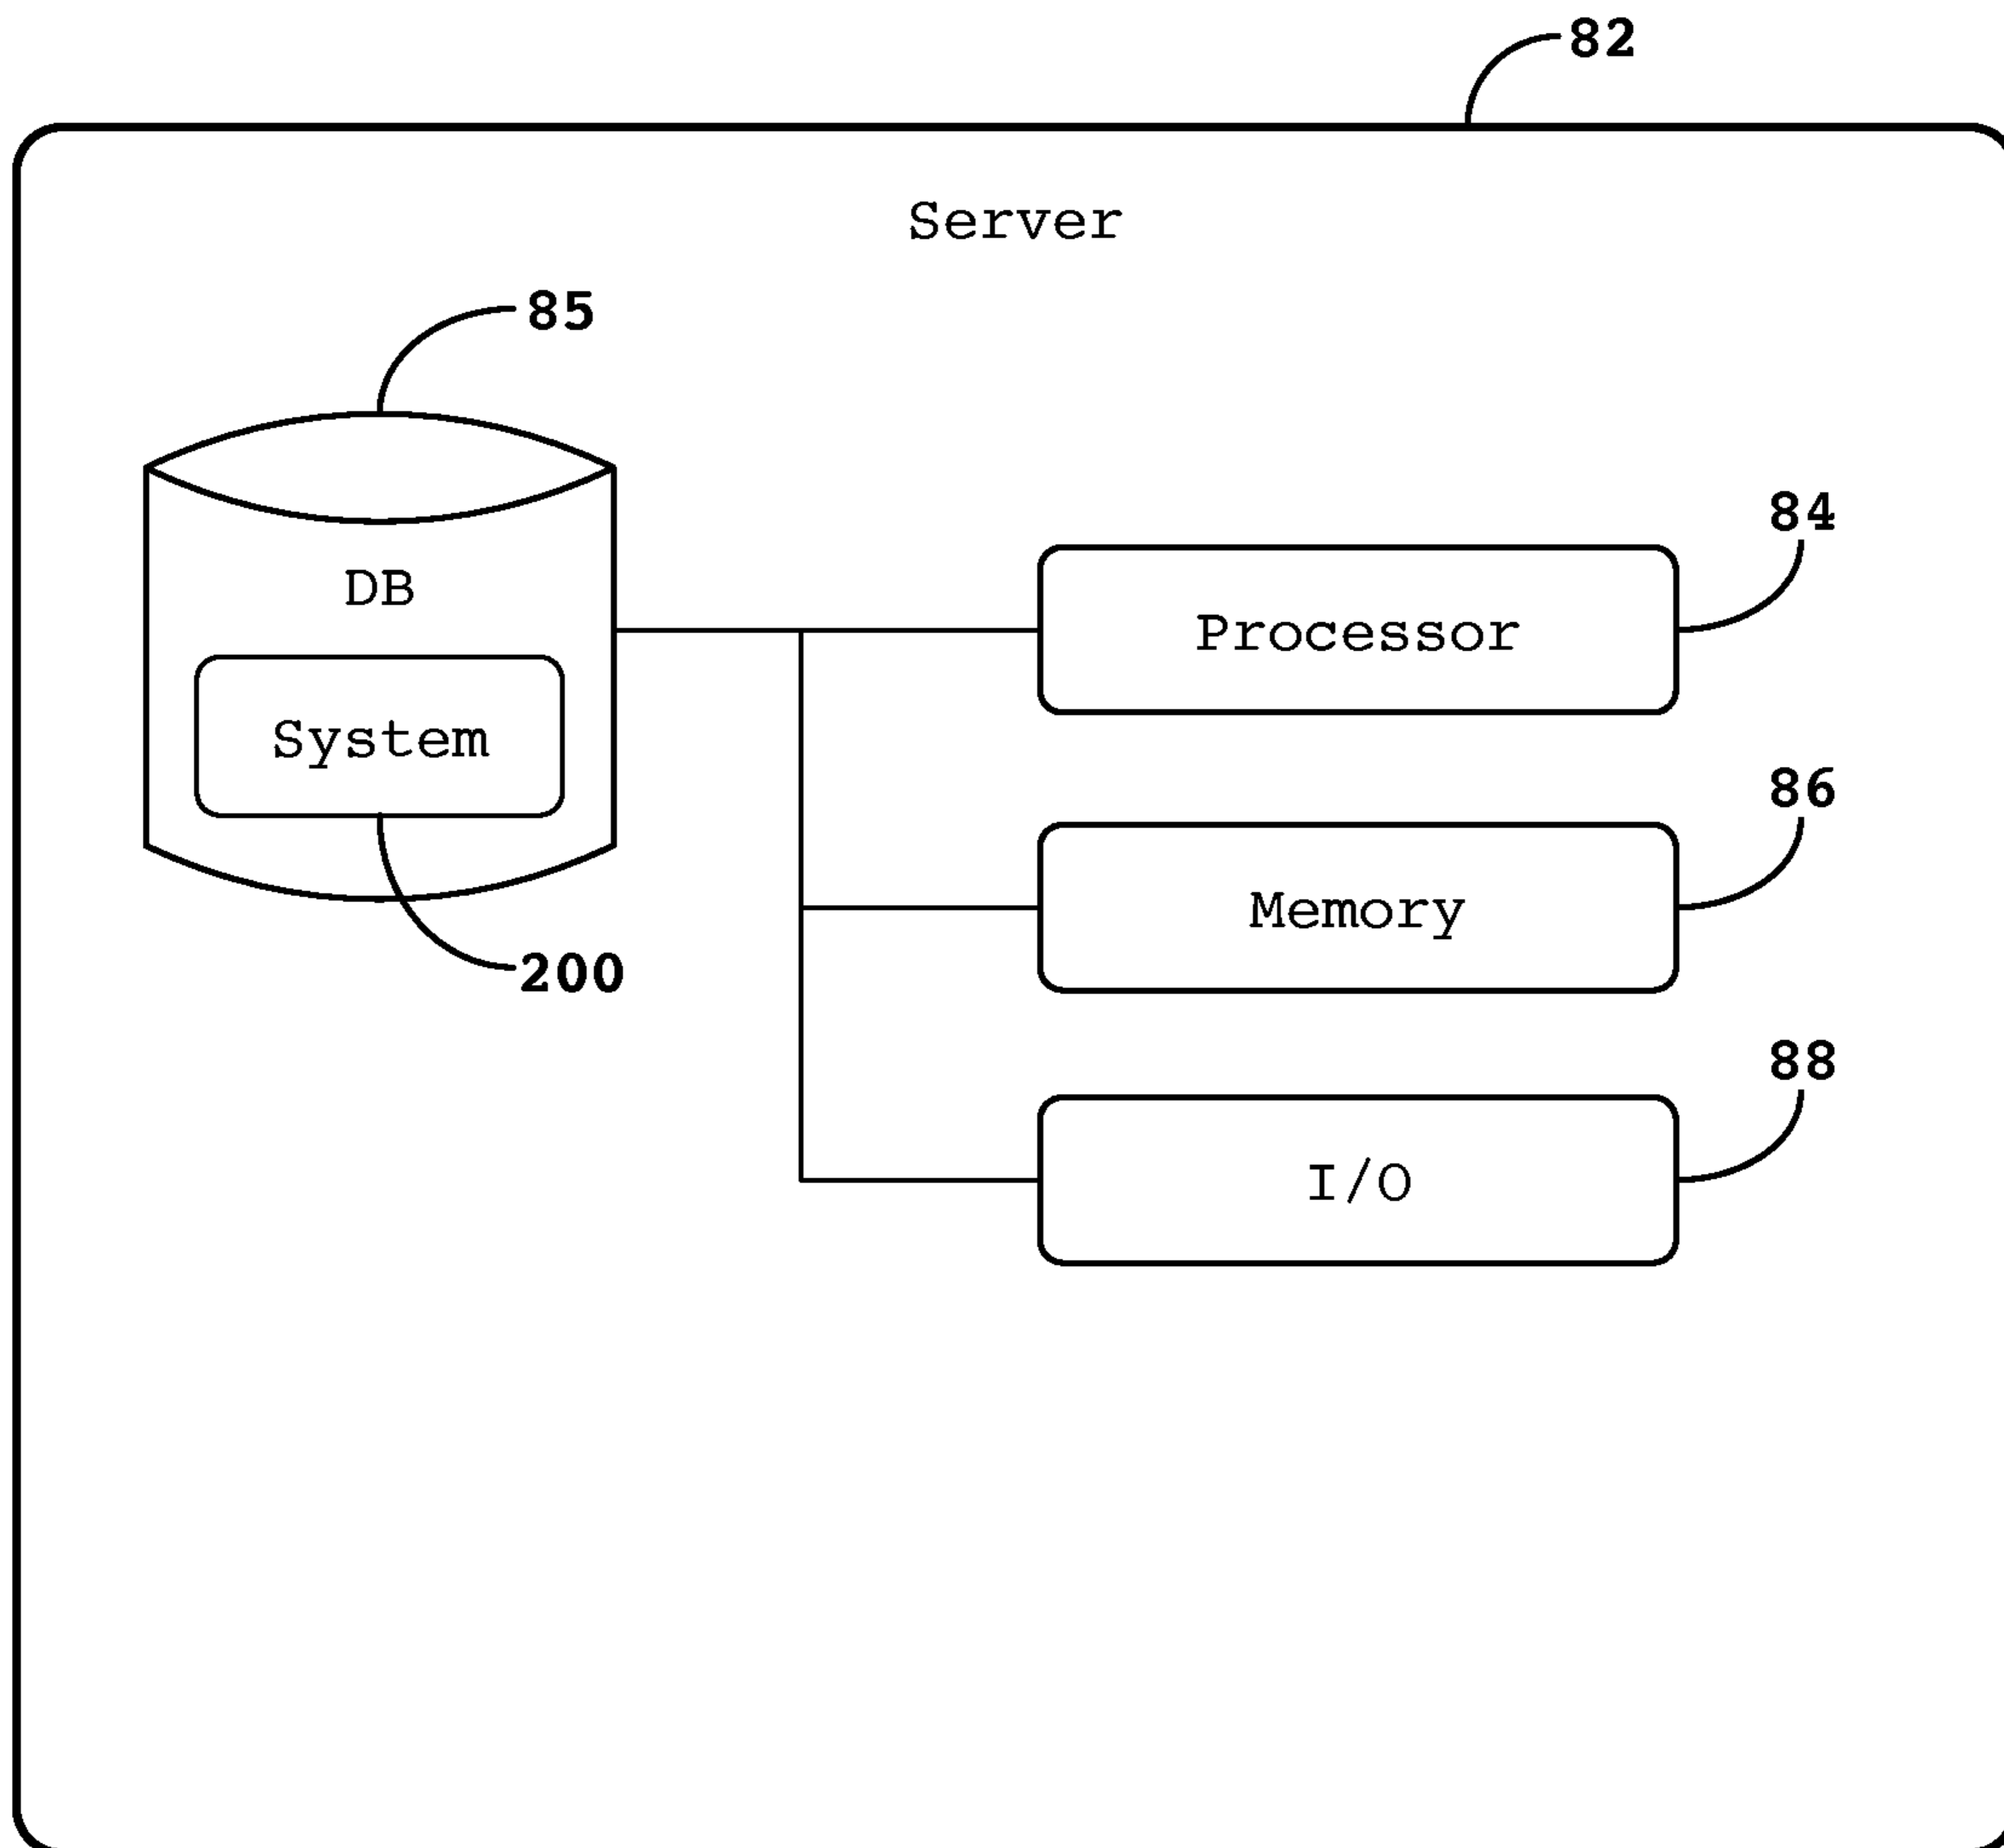 82
Server
85
84
DB
Processor
System
86
Memory
200
88
I/O